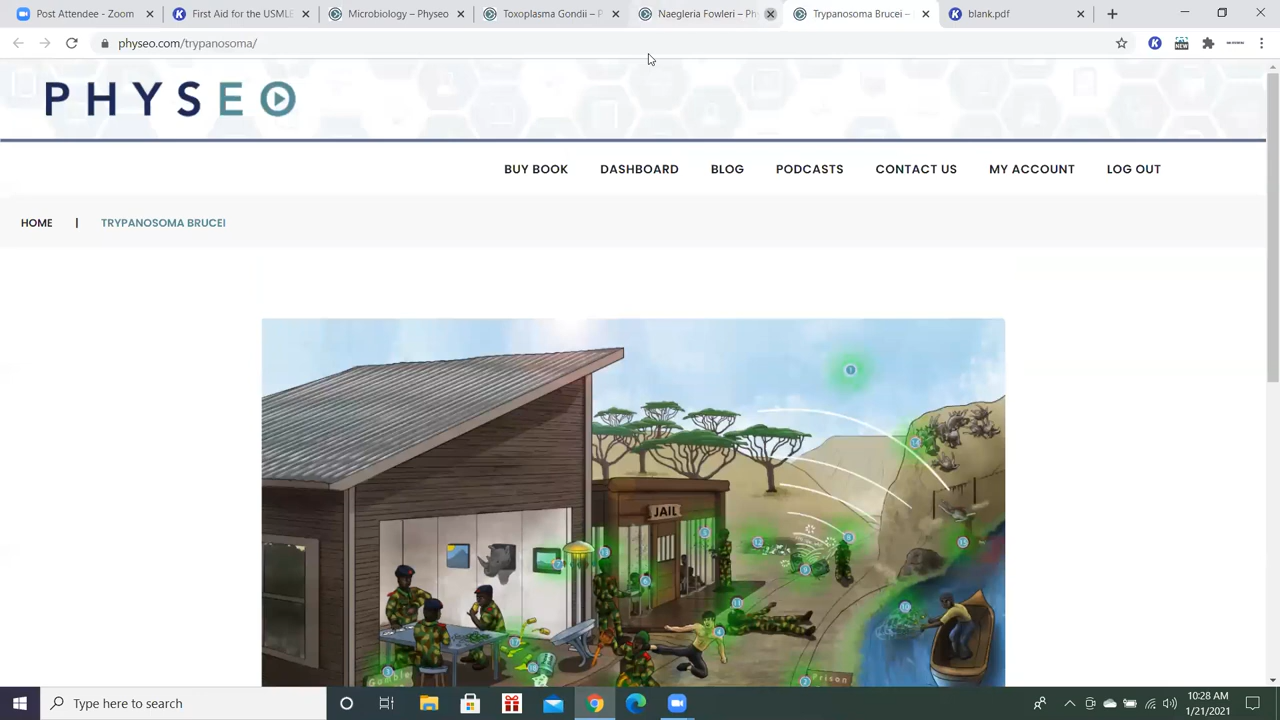 Post Attendee - Zoom
First Aid for the USMLE
Microbiology – Physeo
Toxoplasma Gondii – P
Naegleria Fowleri – Ph
Trypanosoma Brucei –
blank.pdf
physeo.com/trypanosoma/
NEW
PHYSEO
BUY BOOK DASHBOARD BLOG PODCASTS CONTACT US MY ACCOUNT LOG OUT
HOME | TRYPANOSOMA BRUCEI
JAIL
Prison
Type here to search
10:28 AM
1/21/2021